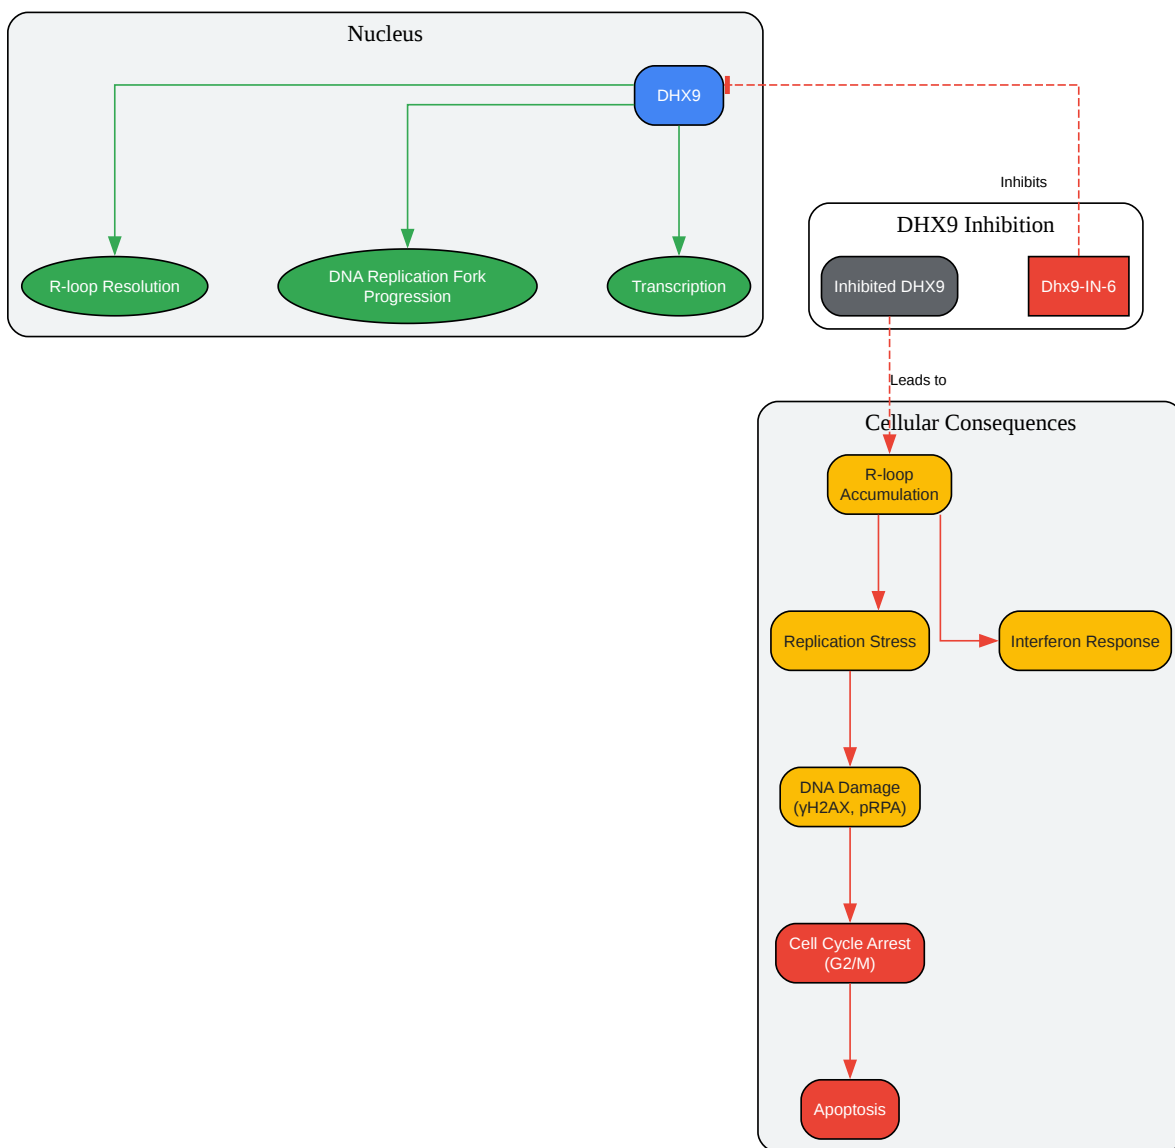 Nucleus
DHX9
R-loop Resolution
DNA Replication Fork
Progression
Transcription
Inhibits
DHX9 Inhibition
Inhibited DHX9
Dhx9-IN-6
Leads to
Cellular Consequences
R-loop
Accumulation
Replication Stress
Interferon Response
DNA Damage
(γH2AX, pRPA)
Cell Cycle Arrest
(G2/M)
Apoptosis